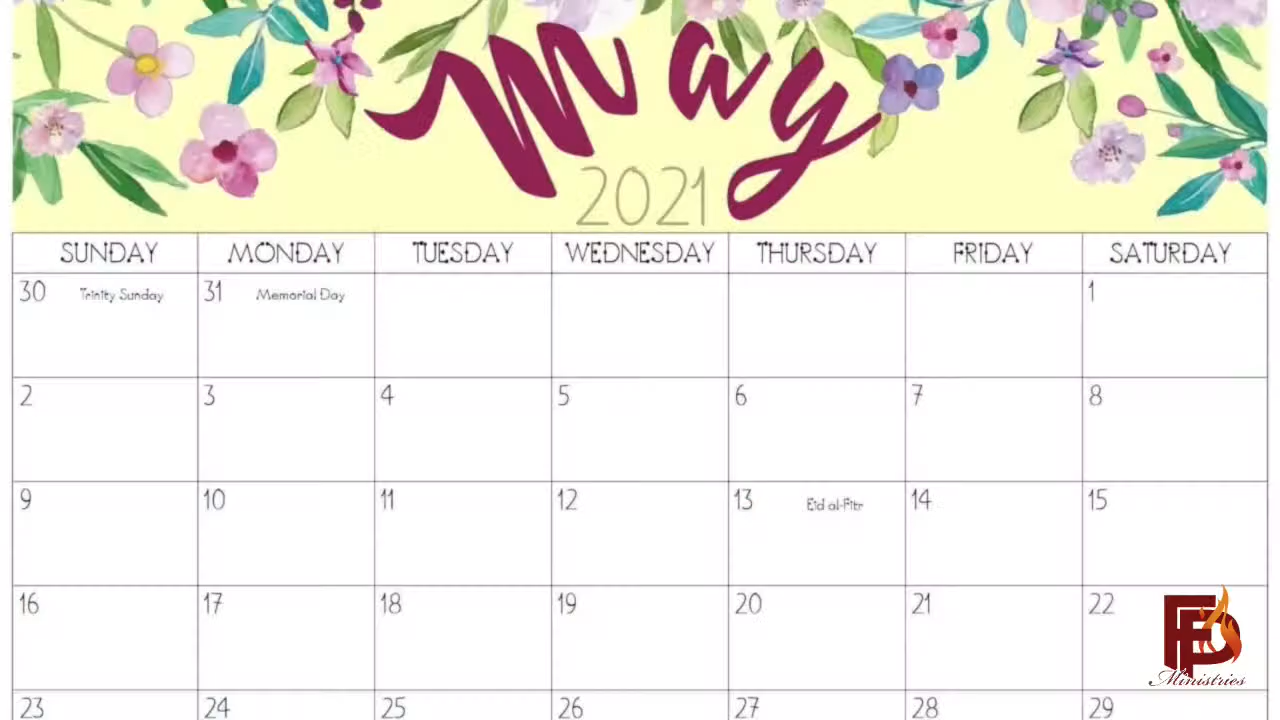 May
2021
SUNDAY MONDAY TUESDAY WEDNESDAY THURSDAY FRIDAY SATURDAY
30 Trinity Sunday 31 Memorial Day 1
2 3 4 5 6 7 8
9 10 11 12 13 Eid al-Fitr 14 15
16 17 18 19 20 21 22
FED
Ministries
23 24 25 26 27 28 29